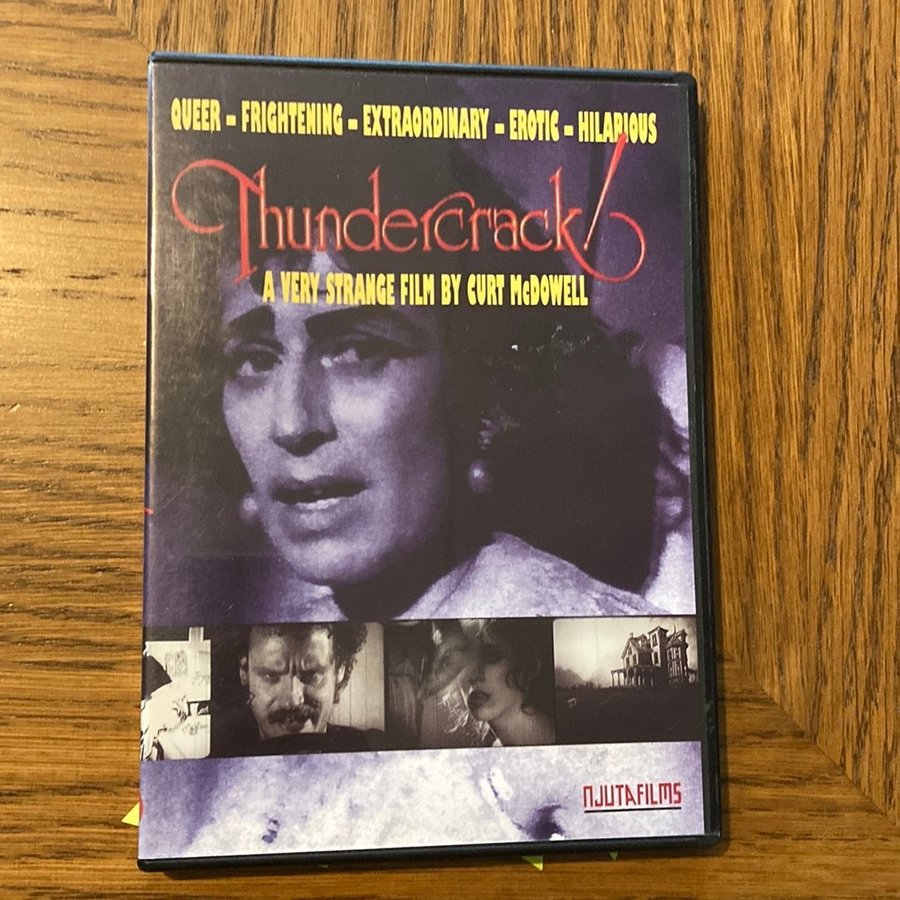 QUEER – FRIGHTENING – EXTRAORDINARY – EROTIC – HILARIOUS
Thundercrack!
A VERY STRANGE FILM BY CURT McDOWELL
NJUTAFILMS